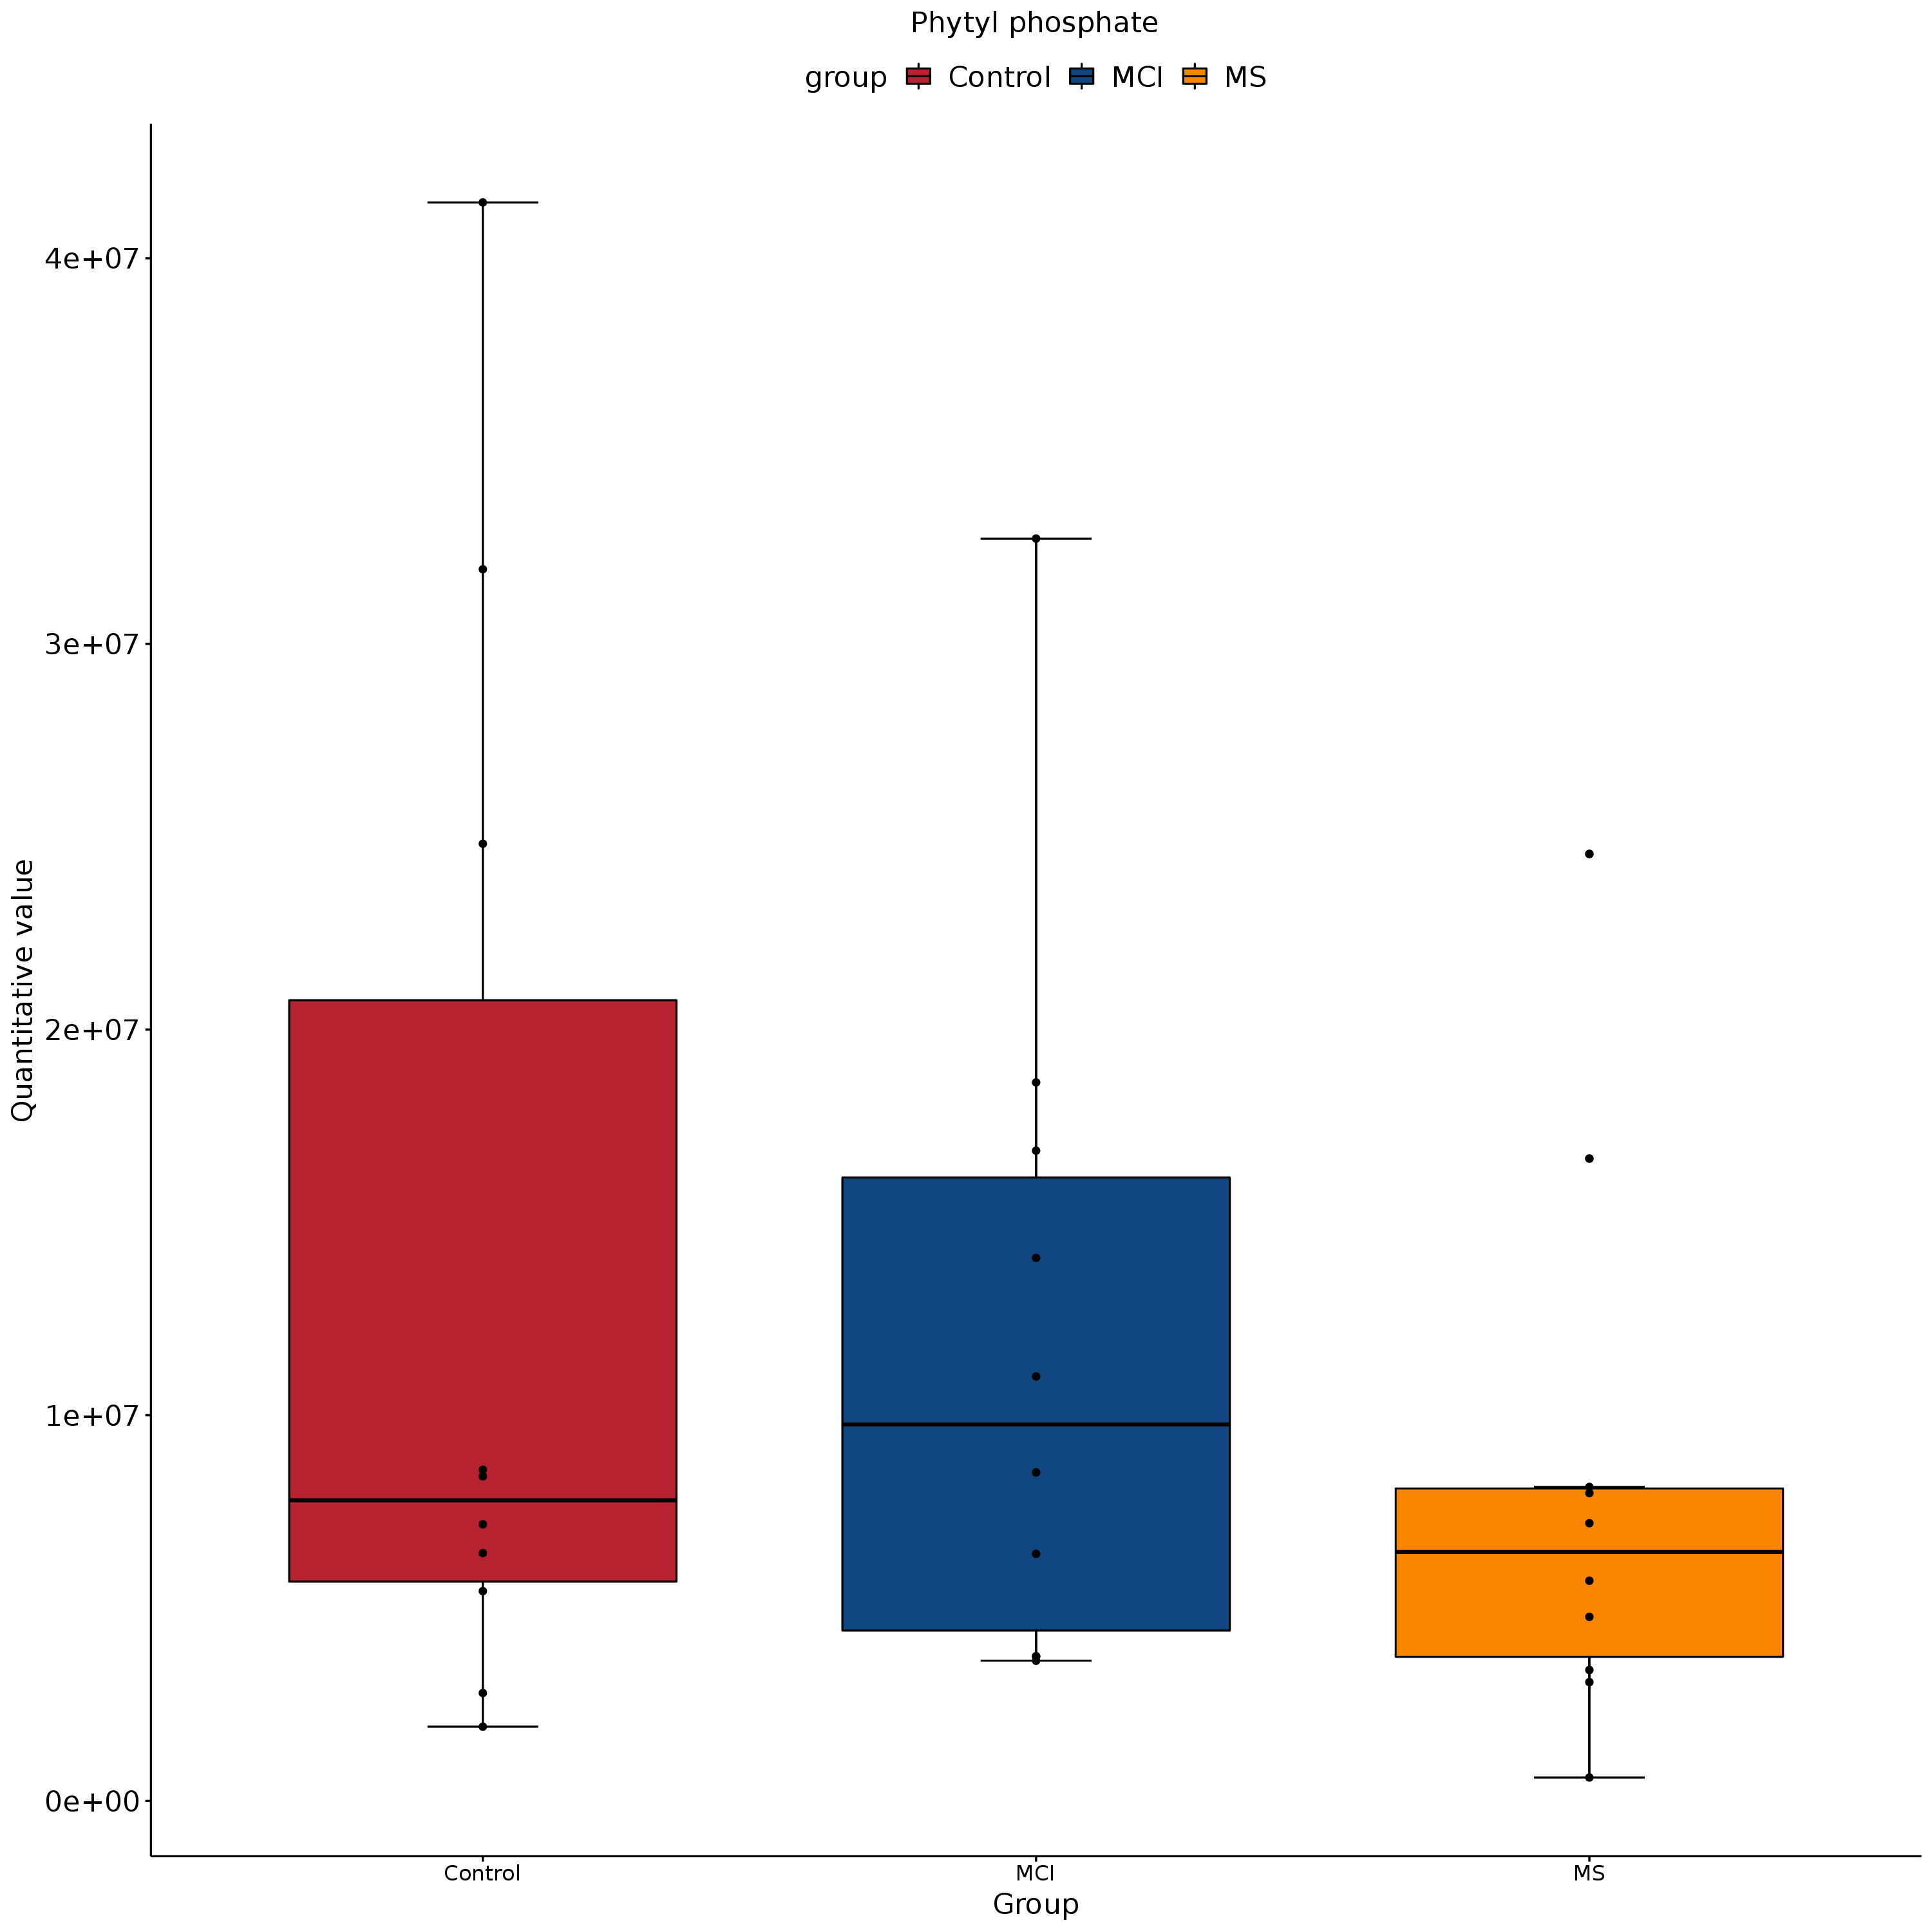 Phytyl phosphate
group Control MCI MS
4e+07
3e+07
2e+07
1e+07
0e+00
Quantitative value
Control MCI MS
Group